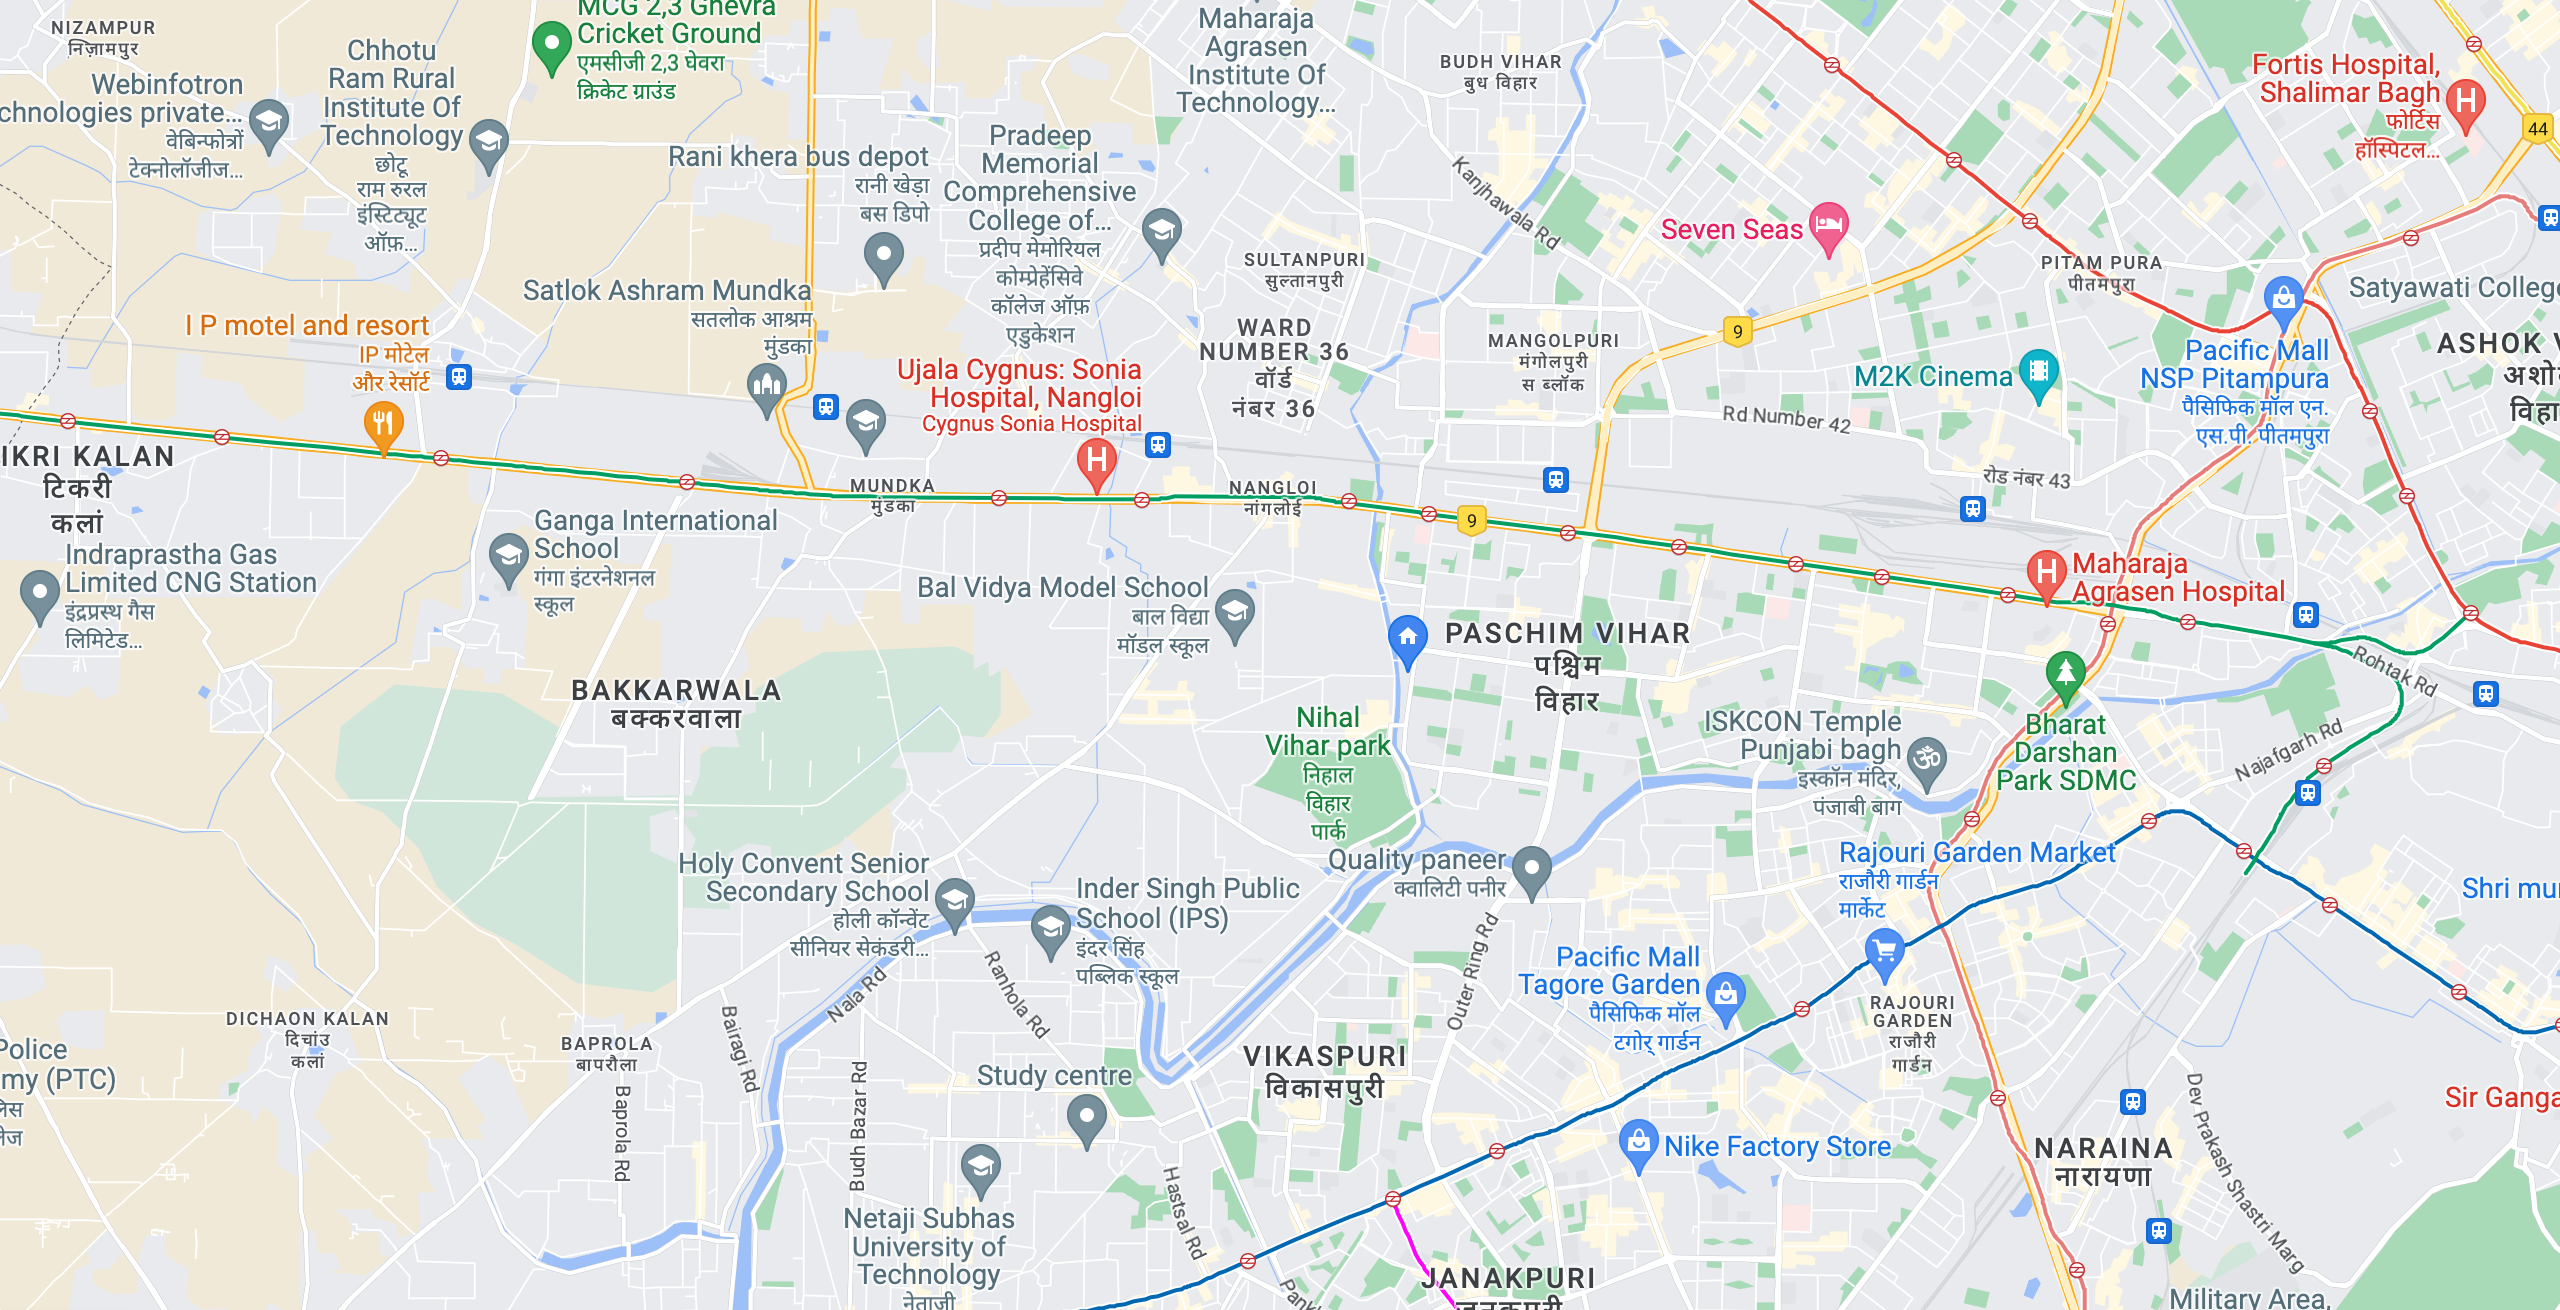 NIZAMPUR
निज़ामपुर
Webinfotron
chnologies private...
वेबिन्फोत्रों
टेक्नोलॉजीज...
Chhotu
Ram Rural
Institute Of
Technology
छोटू
राम रुरल
इंस्टिट्यूट
ऑफ़...
MCG 2,3 Ghevra
Cricket Ground
एमसीजी 2,3 घेवरा
क्रिकेट ग्राउंड
Rani khera bus depot
रानी खेड़ा
बस डिपो
Pradeep
Memorial
Comprehensive
College of...
प्रदीप मेमोरियल
कोम्प्रेहेंसिवे
कॉलेज ऑफ़
एडुकेशन
Maharaja
Agrasen
Institute Of
Technology...
BUDH VIHAR
बुध विहार
Kanjhawala Rd
Fortis Hospital,
Shalimar Bagh
फोर्टिस
हॉस्पिटल...
44
Seven Seas
SULTANPURI
सुल्तानपुरी
PITAM PURA
पीतमपुरा
Satyawati College
Satlok Ashram Mundka
सतलोक आश्रम
मुंडका
I P motel and resort
IP मोटेल
और रेसॉर्ट
WARD
NUMBER 36
वॉर्ड
नंबर 36
MANGOLPURI
मंगोलपुरी
स ब्लॉक
9
Pacific Mall
NSP Pitampura
पैसिफिक मॉल एन.
एस.पी. पीतमपुरा
ASHOK V
अशो
विहा
M2K Cinema
Rd Number 42
रोड नंबर 43
Ujala Cygnus: Sonia
Hospital, Nangloi
Cygnus Sonia Hospital
IKRI KALAN
टिकरी
कलां
MUNDKA
मुंडका
NANGLOI
नांगलोई
9
Ganga International
School
गंगा इंटरनेशनल
स्कूल
Indraprastha Gas
Limited CNG Station
इंद्रप्रस्थ गैस
लिमिटेड...
Bal Vidya Model School
बाल विद्या
मॉडल स्कूल
Maharaja
Agrasen Hospital
PASCHIM VIHAR
पश्चिम
विहार
Rohtak Rd
BAKKARWALA
बक्करवाला
Nihal
Vihar park
निहाल
विहार
पार्क
ISKCON Temple
Punjabi bagh
इस्कॉन मंदिर,
पंजाबी बाग
Bharat
Darshan
Park SDMC
Najafgarh Rd
Holy Convent Senior
Secondary School
होली कॉन्वेंट
सीनियर सेकंडरी...
Inder Singh Public
School (IPS)
इंदर सिंह
पब्लिक स्कूल
Quality paneer
क्वालिटी पनीर
Rajouri Garden Market
राजौरी गार्डन
मार्केट
Shri mu
Nala Rd
Ranhola Rd
Outer Ring Rd
Pacific Mall
Tagore Garden
पैसिफिक मॉल
टगोर् गार्डन
RAJOURI
GARDEN
राजौरी
गार्डन
DICHAON KALAN
दिचांउ
कलां
BAPROLA
बापरौला
Bairagi Rd
Police
my (PTC)
Baprola Rd
Budh Bazar Rd
Study centre
VIKASPURI
विकासपुरी
Sir Ganga
Dev Prakash Shastri Marg
NARAINA
नारायणा
Nike Factory Store
Hastsal Rd
Netaji Subhas
University of
Technology
नेताजी
JANAKPURI
Military Area,